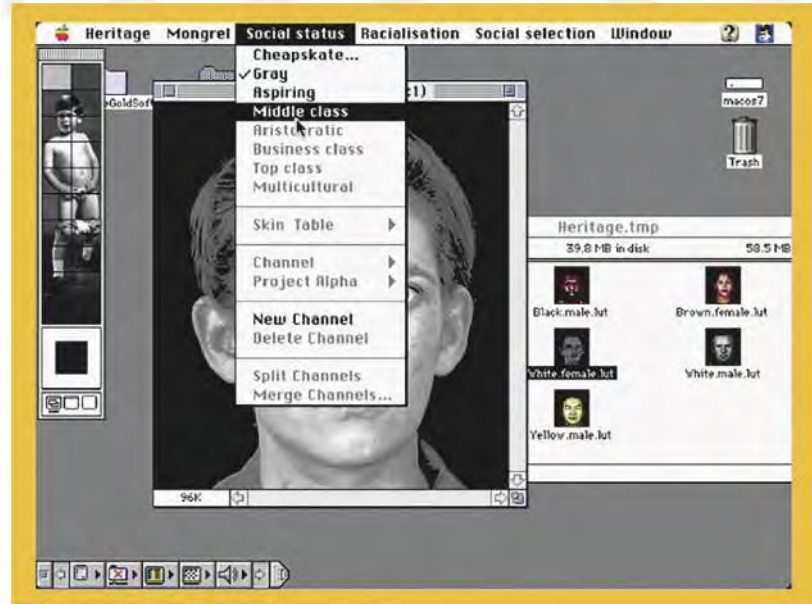 Heritage Mongrel Social status Racialisation Social selection Window
Cheapskate...
Gray
Aspiring
Middle class
Aristocratic
Business class
Top class
Multicultural
Skin Table
Channel
Project Alpha
New Channel
Delete Channel
Split Channels
Merge Channels...
:1)
96K
macos7
Trash
Heritage.tmp
39.8 MB in disk 58.5 MB
Black.male.lut Brown.female.lut
White.female.lut White.male.lut
Yellow.male.lut